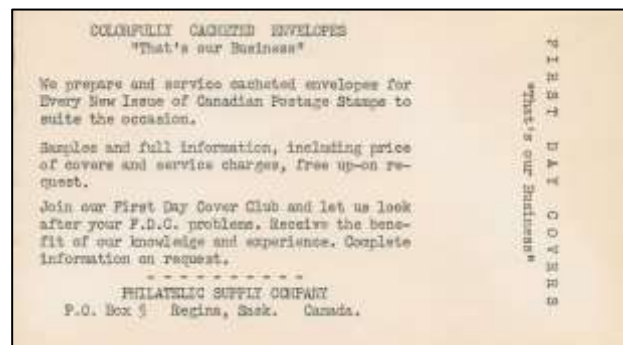 COLORFULLY CACHETED ENVELOPES
"That's our Business"
We prepare and service cacheted envelopes for
Every New Issue of Canadian Postage Stamps to
suite the occasion.
Samples and full information, including price
of covers and service charges, free up-on re-
quest.
Join our First Day Cover Club and let us look
after your F.D.C. problems. Receive the bene-
fit of our knowledge and experience. Complete
information on request.
- - - - - - - - - -
PHILATELIC SUPPLY COMPANY
P.O. Box 5 Regina, Sask. Canada.
FIRST DAY COVERS
"That's our Business"